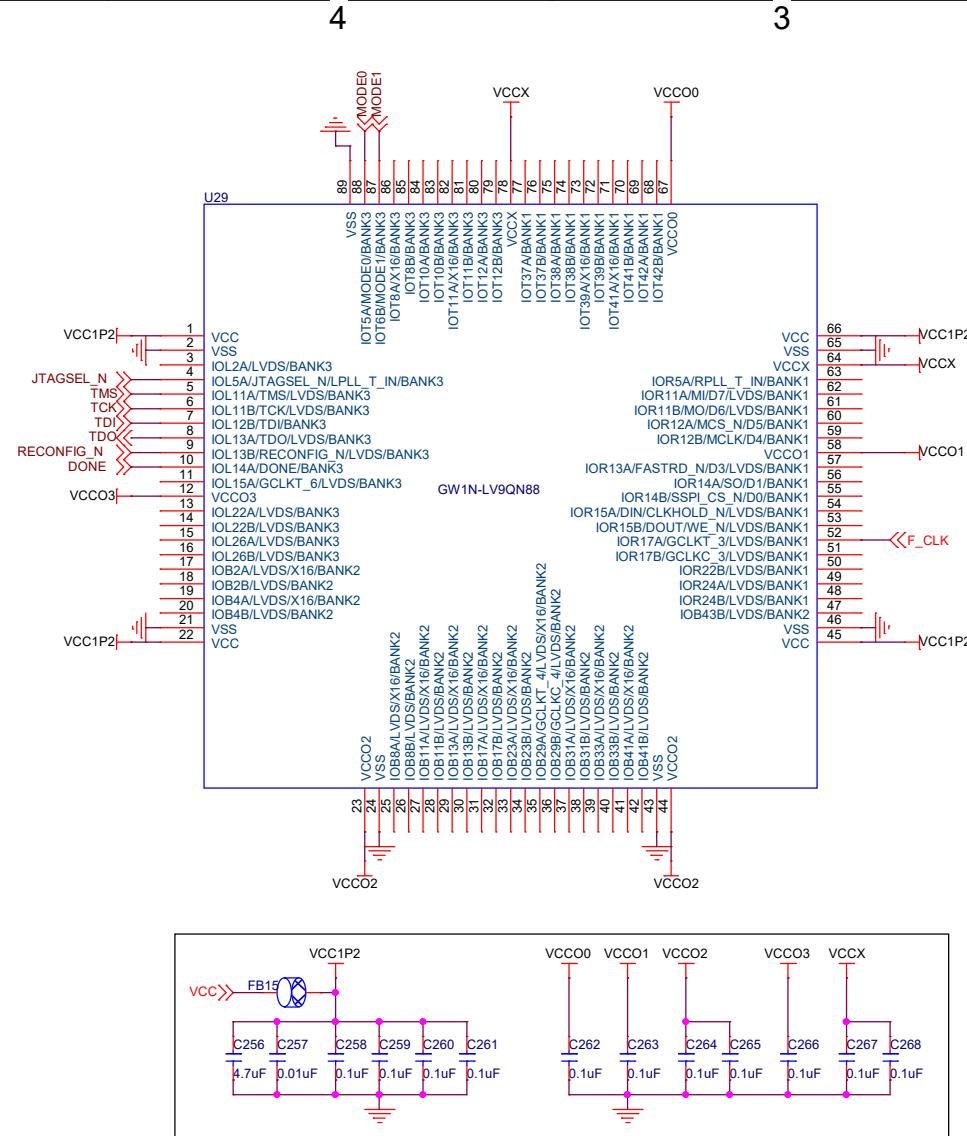 4 3
MODE0
MODE1
VCCX
VCCO0
89
88
87
86
85
84
83
82
81
80
79
78
77
76
75
74
73
72
71
70
69
68
67
U29
VSS
IOT5A/MODE0/BANK3
IOT6B/MODE1/BANK3
IOT8A/X16/BANK3
IOT8B/BANK3
IOT10A/BANK3
IOT10B/BANK3
IOT11A/X16/BANK3
IOT11B/BANK3
IOT12A/BANK3
IOT12B/BANK3
VCCX
IOT37A/BANK1
IOT37B/BANK1
IOT38A/BANK1
IOT38B/BANK1
IOT39A/X16/BANK1
IOT39B/BANK1
IOT41A/X16/BANK1
IOT41B/BANK1
IOT42A/BANK1
IOT42B/BANK1
VCCO0
VCC1P2 1 VCC
2 VSS
3 IOL2A/LVDS/BANK3
JTAGSEL_N 4 IOL5A/JTAGSEL_N/LPLL_T_IN/BANK3
TMS 5 IOL11A/TMS/LVDS/BANK3
TCK 6 IOL11B/TCK/LVDS/BANK3
TDI 7 IOL12B/TDI/BANK3
TDO 8 IOL13A/TDO/LVDS/BANK3
RECONFIG_N 9 IOL13B/RECONFIG_N/LVDS/BANK3
DONE 10 IOL14A/DONE/BANK3
11 IOL15A/GCLKT_6/LVDS/BANK3
VCCO3 12 VCCO3
13 IOL22A/LVDS/BANK3
14 IOL22B/LVDS/BANK3
15 IOL26A/LVDS/BANK3
16 IOL26B/LVDS/BANK3
17 IOB2A/LVDS/X16/BANK2
18 IOB2B/LVDS/BANK2
19 IOB4A/LVDS/X16/BANK2
20 IOB4B/LVDS/BANK2
21 VSS
VCC1P2 22 VCC
GW1N-LV9QN88
VCC 66 VCC1P2
VSS 65
VCCX 64 VCCX
IOR5A/RPLL_T_IN/BANK1 63
IOR11A/MI/D7/LVDS/BANK1 62
IOR11B/MO/D6/LVDS/BANK1 61
IOR12A/MCS_N/D5/BANK1 60
IOR12B/MCLK/D4/BANK1 59
VCCO1 58 VCCO1
IOR13A/FASTRD_N/D3/LVDS/BANK1 57
IOR14A/SO/D1/BANK1 56
IOR14B/SSPI_CS_N/D0/BANK1 55
IOR15A/DIN/CLKHOLD_N/LVDS/BANK1 54
IOR15B/DOUT/WE_N/LVDS/BANK1 53
IOR17A/GCLKT_3/LVDS/BANK1 52 F_CLK
IOR17B/GCLKC_3/LVDS/BANK1 51
IOR22B/LVDS/BANK1 50
IOR24A/LVDS/BANK1 49
IOR24B/LVDS/BANK1 48
IOB43B/LVDS/BANK2 47
VSS 46
VCC 45 VCC1P2
VCCO2
VSS
IOB8A/LVDS/X16/BANK2
IOB8B/LVDS/BANK2
IOB11A/LVDS/X16/BANK2
IOB11B/LVDS/BANK2
IOB13A/LVDS/X16/BANK2
IOB13B/LVDS/BANK2
IOB17A/LVDS/X16/BANK2
IOB17B/LVDS/BANK2
IOB23A/LVDS/X16/BANK2
IOB23B/LVDS/BANK2
IOB29A/GCLKT_4/LVDS/X16/BANK2
IOB29B/GCLKC_4/LVDS/BANK2
IOB31A/LVDS/X16/BANK2
IOB31B/LVDS/BANK2
IOB33A/LVDS/X16/BANK2
IOB33B/LVDS/BANK2
IOB41A/LVDS/X16/BANK2
IOB41B/LVDS/BANK2
VSS
VCCO2
23
24
25
26
27
28
29
30
31
32
33
34
35
36
37
38
39
40
41
42
43
44
VCCO2 VCCO2
VCC1P2 VCCO0 VCCO1 VCCO2 VCCO3 VCCX
VCC FB15
C256 C257 C258 C259 C260 C261 C262 C263 C264 C265 C266 C267 C268
4.7uF 0.01uF 0.1uF 0.1uF 0.1uF 0.1uF 0.1uF 0.1uF 0.1uF 0.1uF 0.1uF 0.1uF 0.1uF